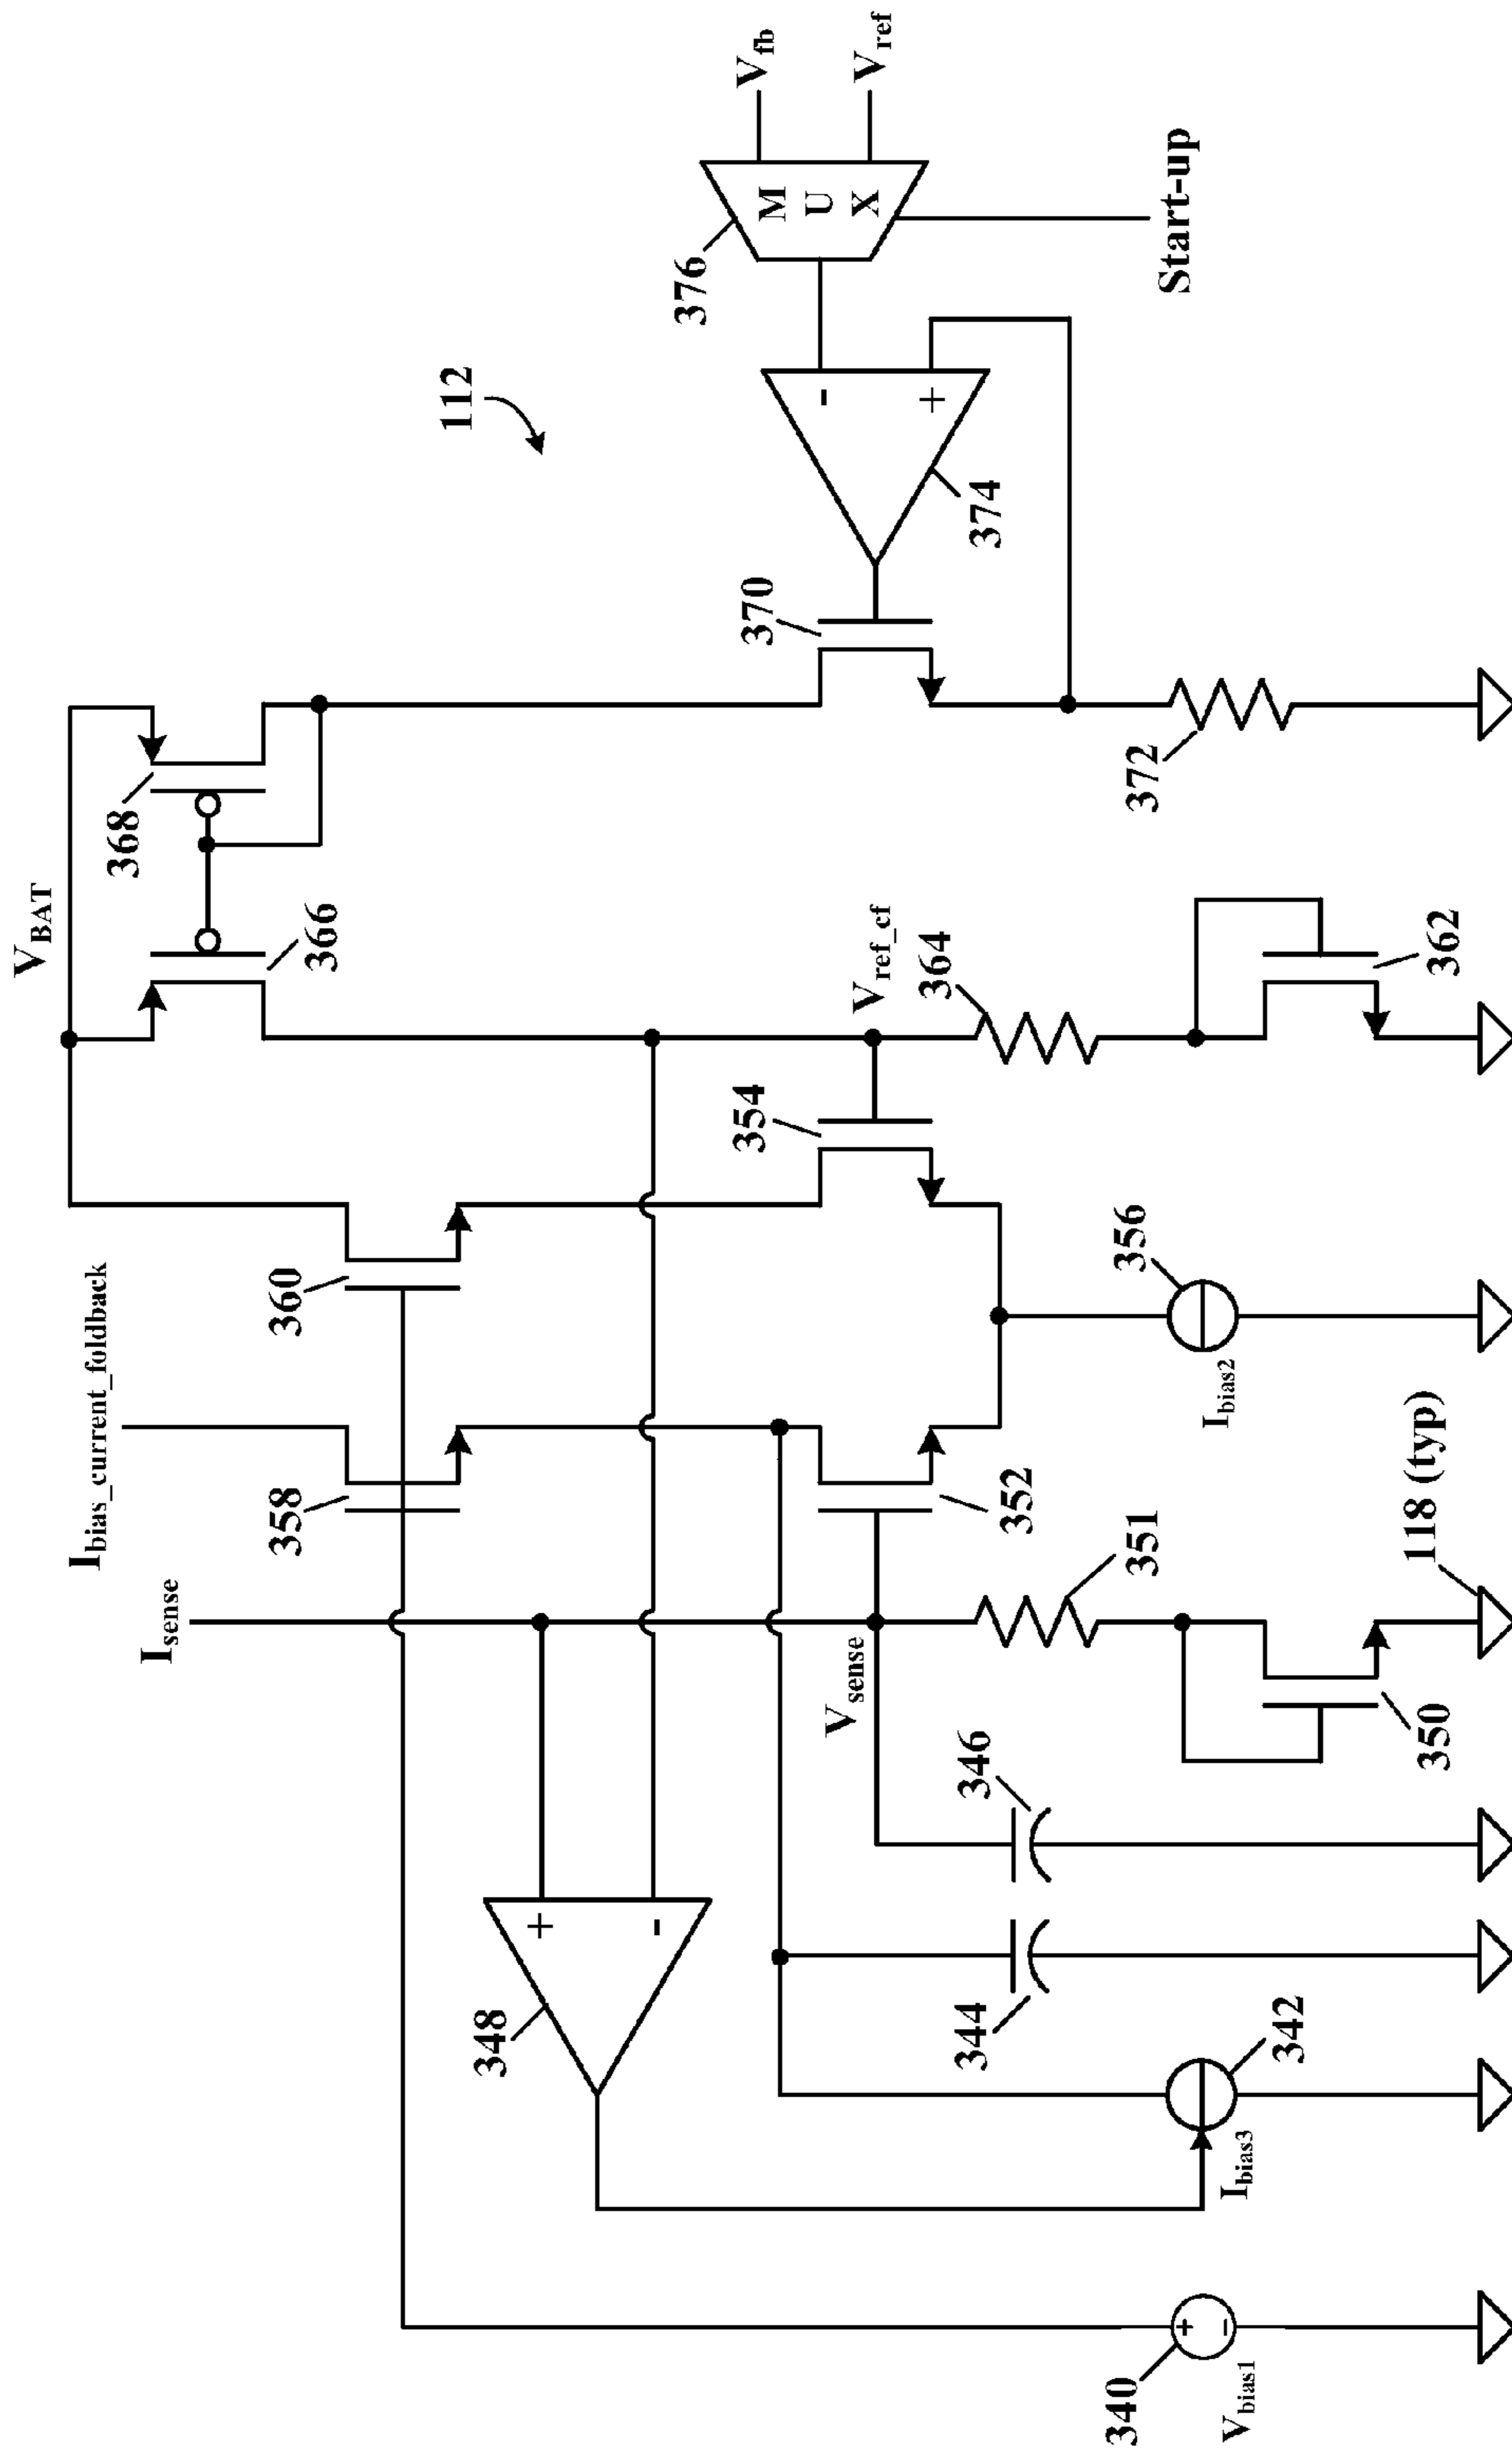 V_BAT
I_bias_current_foldback
I_sense
368
366
360
358
112
V_fb
V_ref
M
U
X
376
Start-up
-
+
374
370
372
V_ref_cf
364
362
354
356
I_bias2
352
351
118 (typ)
V_sense
350
346
344
+
-
348
342
I_bias3
+
-
340
V_bias1